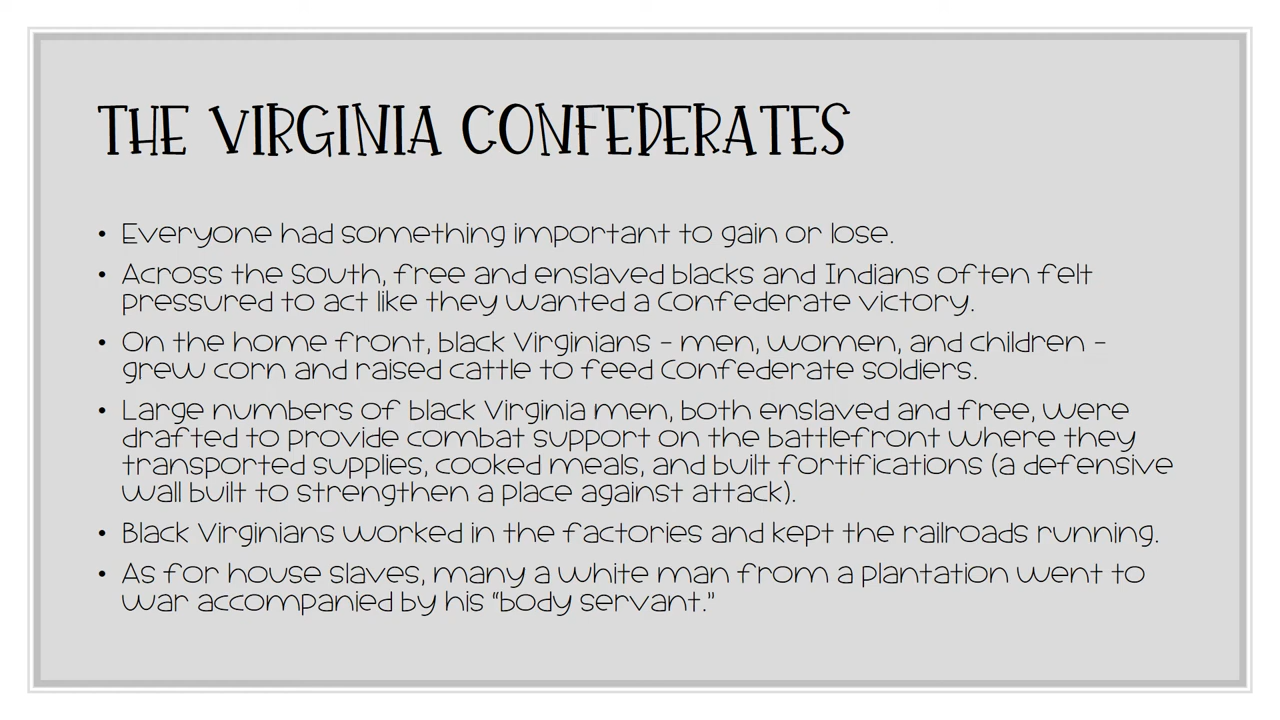 THE VIRGINIA CONFEDERATES
• Everyone had something important to gain or lose.
• Across the South, free and enslaved blacks and Indians often felt
pressured to act like they wanted a Confederate victory.
• On the home front, black Virginians - men, women, and children -
grew corn and raised cattle to feed Confederate soldiers.
• Large numbers of black Virginia men, both enslaved and free, were
drafted to provide combat support on the battlefront where they
transported supplies, cooked meals, and built fortifications (a defensive
wall built to strengthen a place against attack).
• Black Virginians worked in the factories and kept the railroads running.
• As for house slaves, many a white man from a plantation went to
war accompanied by his “body servant.”